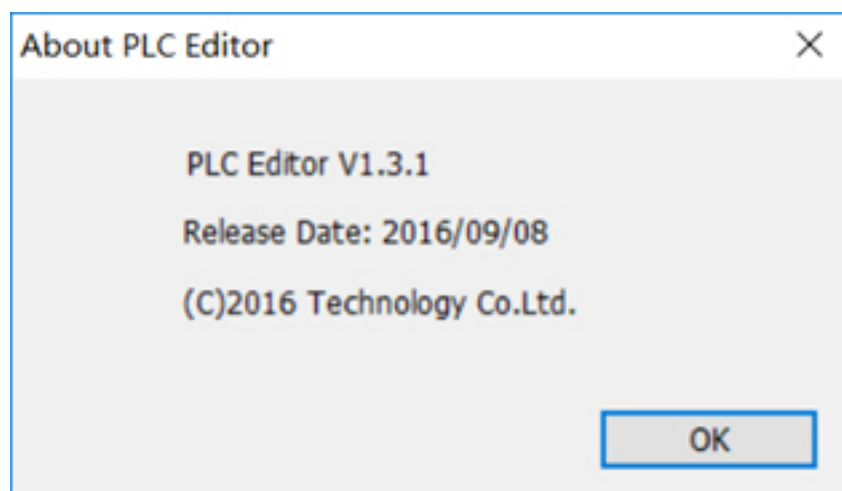 About PLC Editor
PLC Editor V1.3.1
Release Date: 2016/09/08
(C)2016 Technology Co.Ltd.
OK